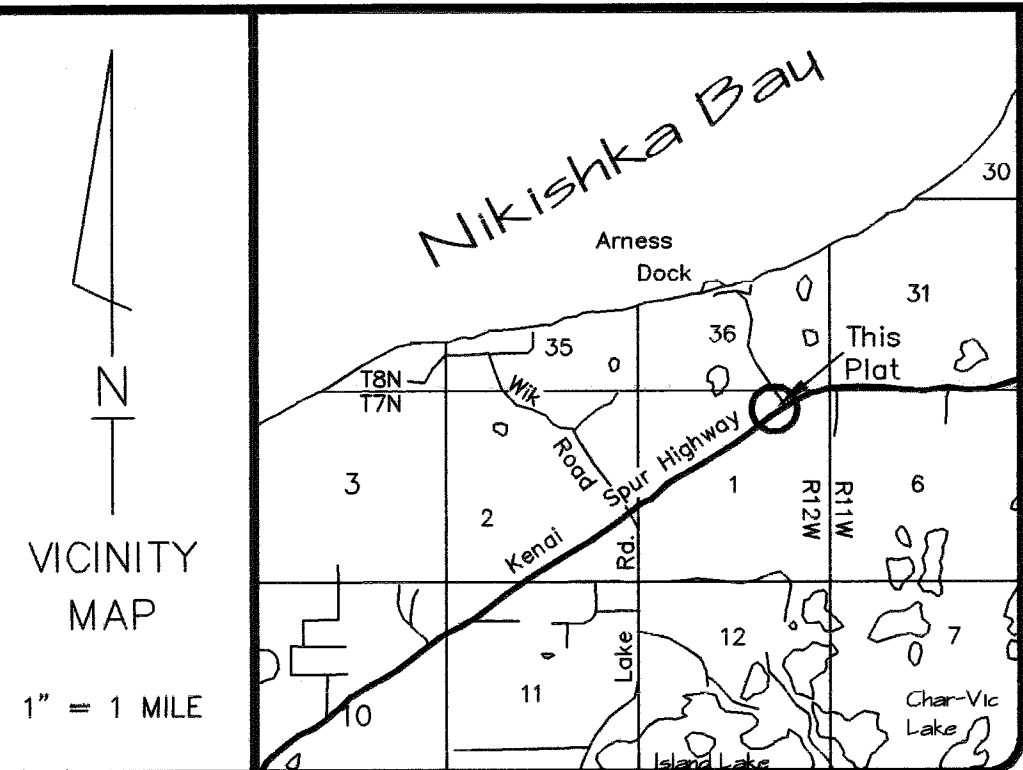 N
VICINITY
MAP
1" = 1 MILE
Nikishka Bay
30
Arness
Dock
31
36
35
This
Plat
T8N
T7N
Wik
Road
Kenai Spur Highway
3
2
1
6
R12W
R11W
Lake Rd.
12
7
11
10
Char-Vic
Lake
Island Lake